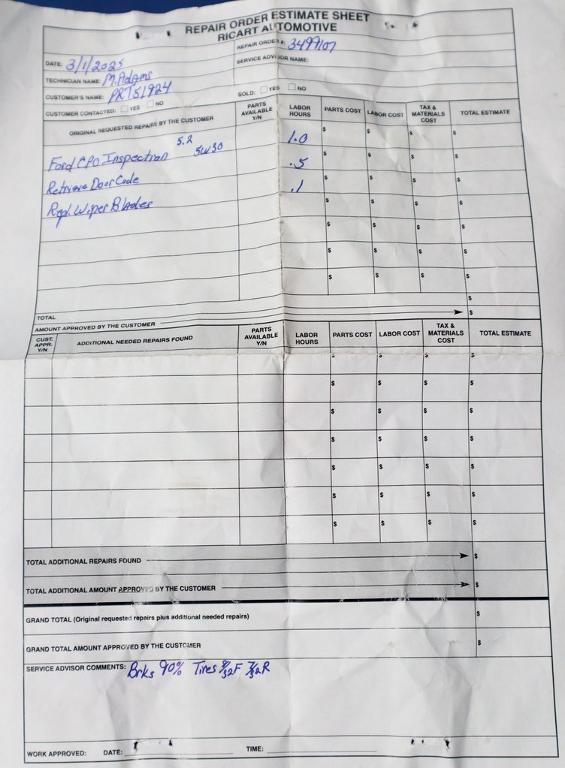 REPAIR ORDER ESTIMATE SHEET
RICART AUTOMOTIVE
DATE: 3/1/2025 REPAIR ORDER #: 3499107
TECHNICIAN NAME: M. Adams SERVICE ADVISOR NAME:
CUSTOMER'S NAME: PRTS1924
CUSTOMER CONTACTED: YES NO SOLD: YES NO
ORIGINAL REQUESTED REPAIRS BY THE CUSTOMER PARTS AVAILABLE Y/N LABOR HOURS PARTS COST LABOR COST TAX & MATERIALS COST TOTAL ESTIMATE
Ford CPO Inspection 5.2 5W30 1.0 $ $ $ $
Retrieve Door Code .5 $ $ $ $
Repl. Wiper Blades .1 $ $ $ $
$ $ $ $
$ $ $ $
$ $ $ $
TOTAL $
AMOUNT APPROVED BY THE CUSTOMER $
CUST. APPR. Y/N ADDITIONAL NEEDED REPAIRS FOUND PARTS AVAILABLE Y/N LABOR HOURS PARTS COST LABOR COST TAX & MATERIALS COST TOTAL ESTIMATE
$ $ $ $
$ $ $ $
$ $ $ $
$ $ $ $
$ $ $ $
$ $ $ $
$ $ $ $
TOTAL ADDITIONAL REPAIRS FOUND $
TOTAL ADDITIONAL AMOUNT APPROVED BY THE CUSTOMER $
GRAND TOTAL (Original requested repairs plus additional needed repairs) $
GRAND TOTAL AMOUNT APPROVED BY THE CUSTOMER $
SERVICE ADVISOR COMMENTS: Brks 90% Tires 8/32F 7/32R
WORK APPROVED: DATE: TIME: